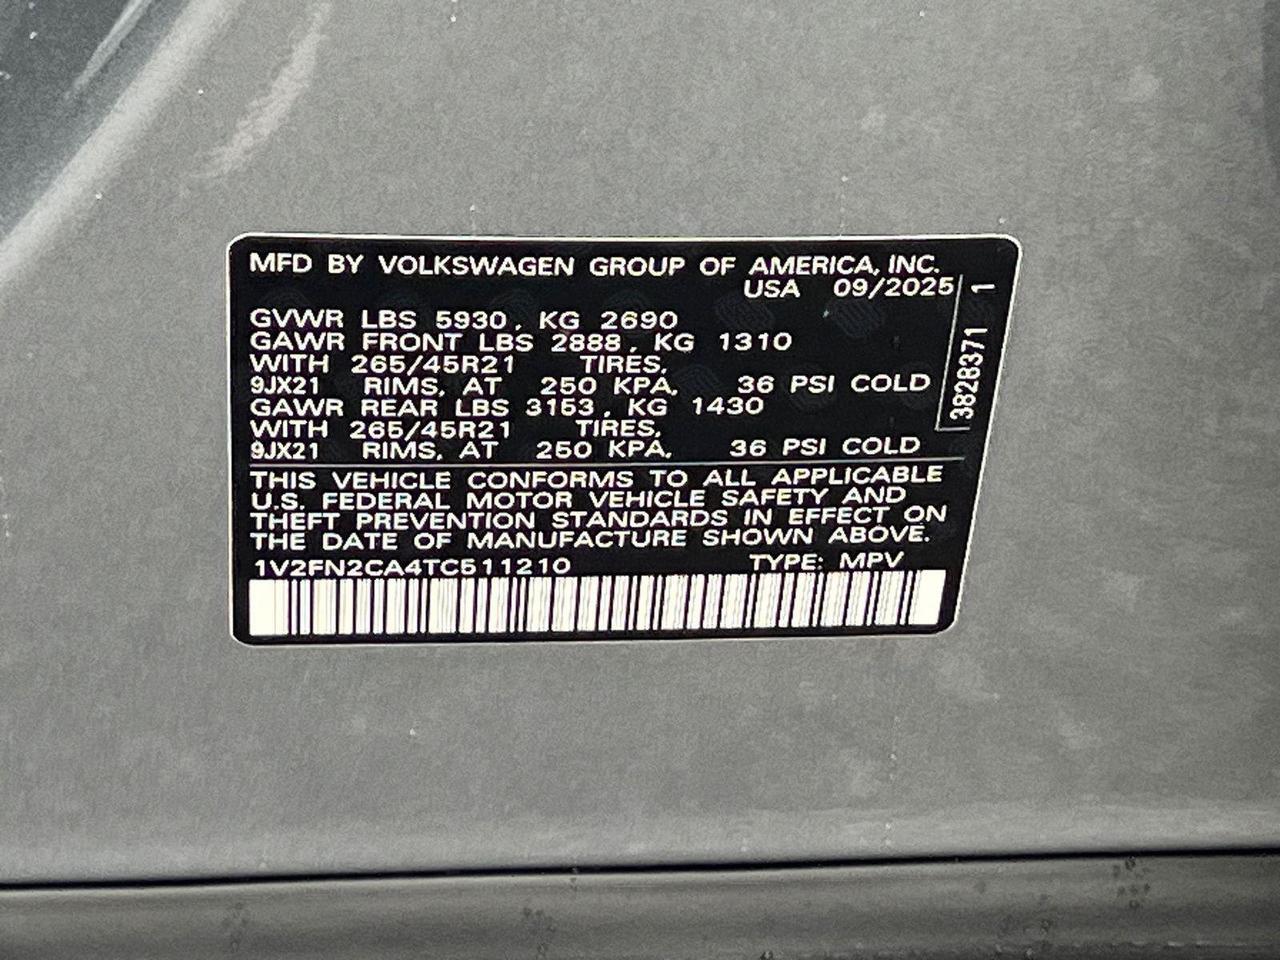 MFD BY VOLKSWAGEN GROUP OF AMERICA, INC.
USA 09/2025
GVWR LBS 5930, KG 2690
GAWR FRONT LBS 2888, KG 1310
WITH 265/45R21 TIRES,
9JX21 RIMS, AT 250 KPA, 36 PSI COLD
GAWR REAR LBS 3153, KG 1430
WITH 265/45R21 TIRES,
9JX21 RIMS, AT 250 KPA, 36 PSI COLD
3828371 1
THIS VEHICLE CONFORMS TO ALL APPLICABLE
U.S. FEDERAL MOTOR VEHICLE SAFETY AND
THEFT PREVENTION STANDARDS IN EFFECT ON
THE DATE OF MANUFACTURE SHOWN ABOVE.
1V2FN2CA4TC511210 TYPE: MPV